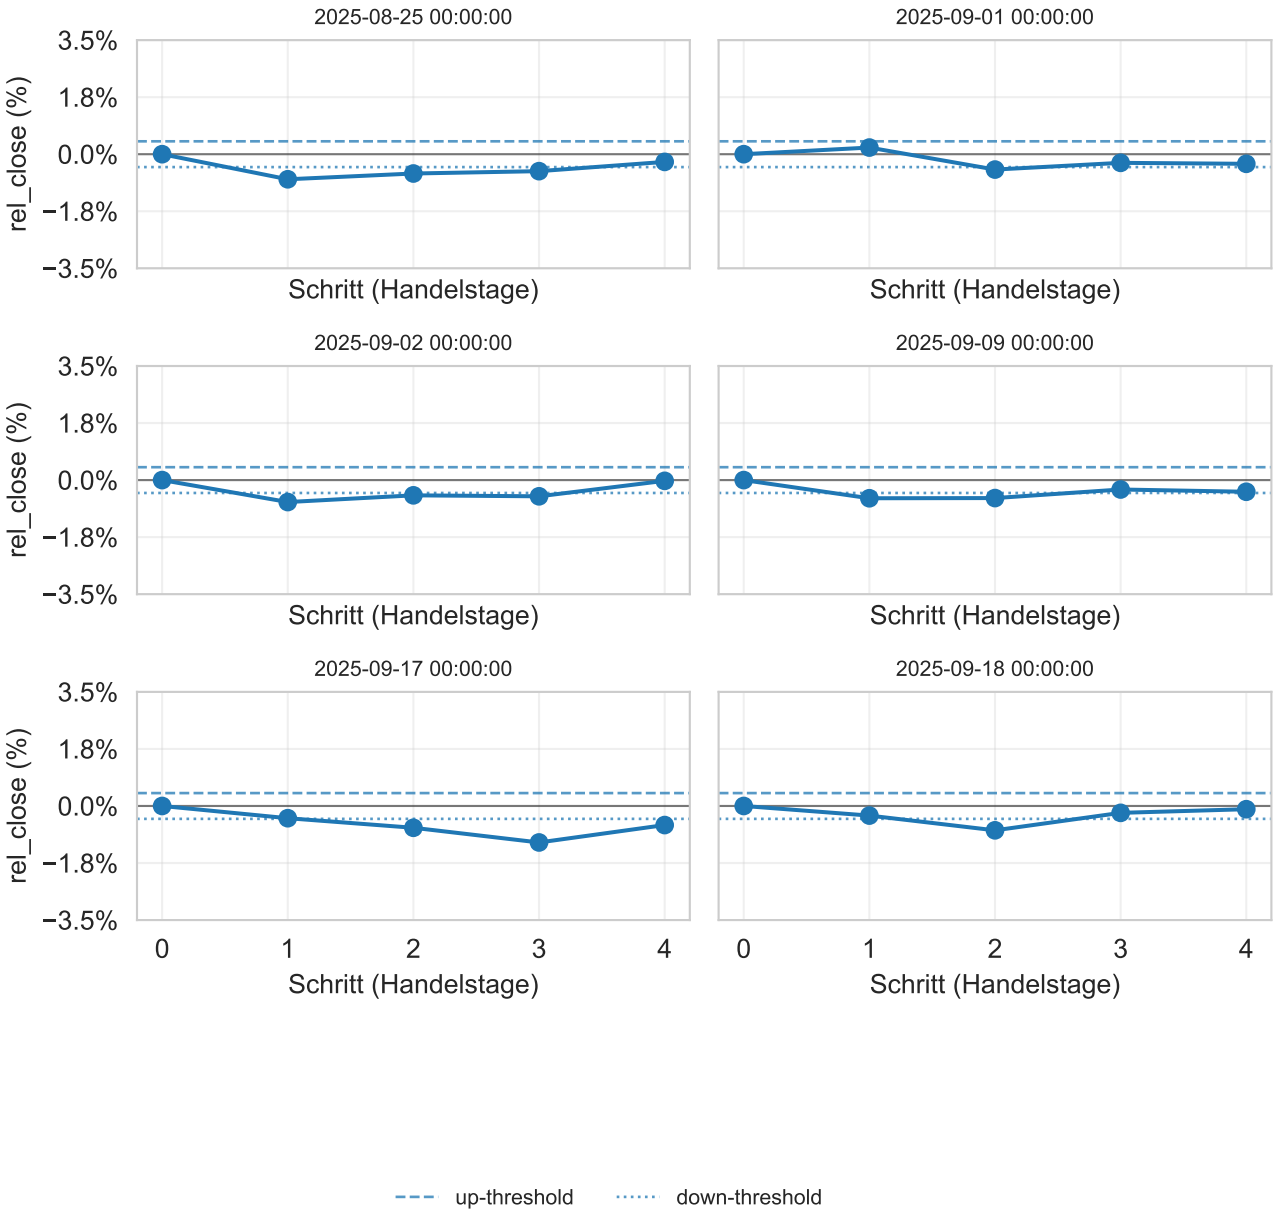 2025-08-25 00:00:00
2025-09-01 00:00:00
3.5%
1.8%
0.0%
−1.8%
−3.5%
rel_close (%)
Schritt (Handelstage)
Schritt (Handelstage)
2025-09-02 00:00:00
2025-09-09 00:00:00
3.5%
1.8%
0.0%
−1.8%
−3.5%
rel_close (%)
Schritt (Handelstage)
Schritt (Handelstage)
2025-09-17 00:00:00
2025-09-18 00:00:00
3.5%
1.8%
0.0%
−1.8%
−3.5%
rel_close (%)
0 1 2 3 4
0 1 2 3 4
Schritt (Handelstage)
Schritt (Handelstage)
up-threshold
down-threshold